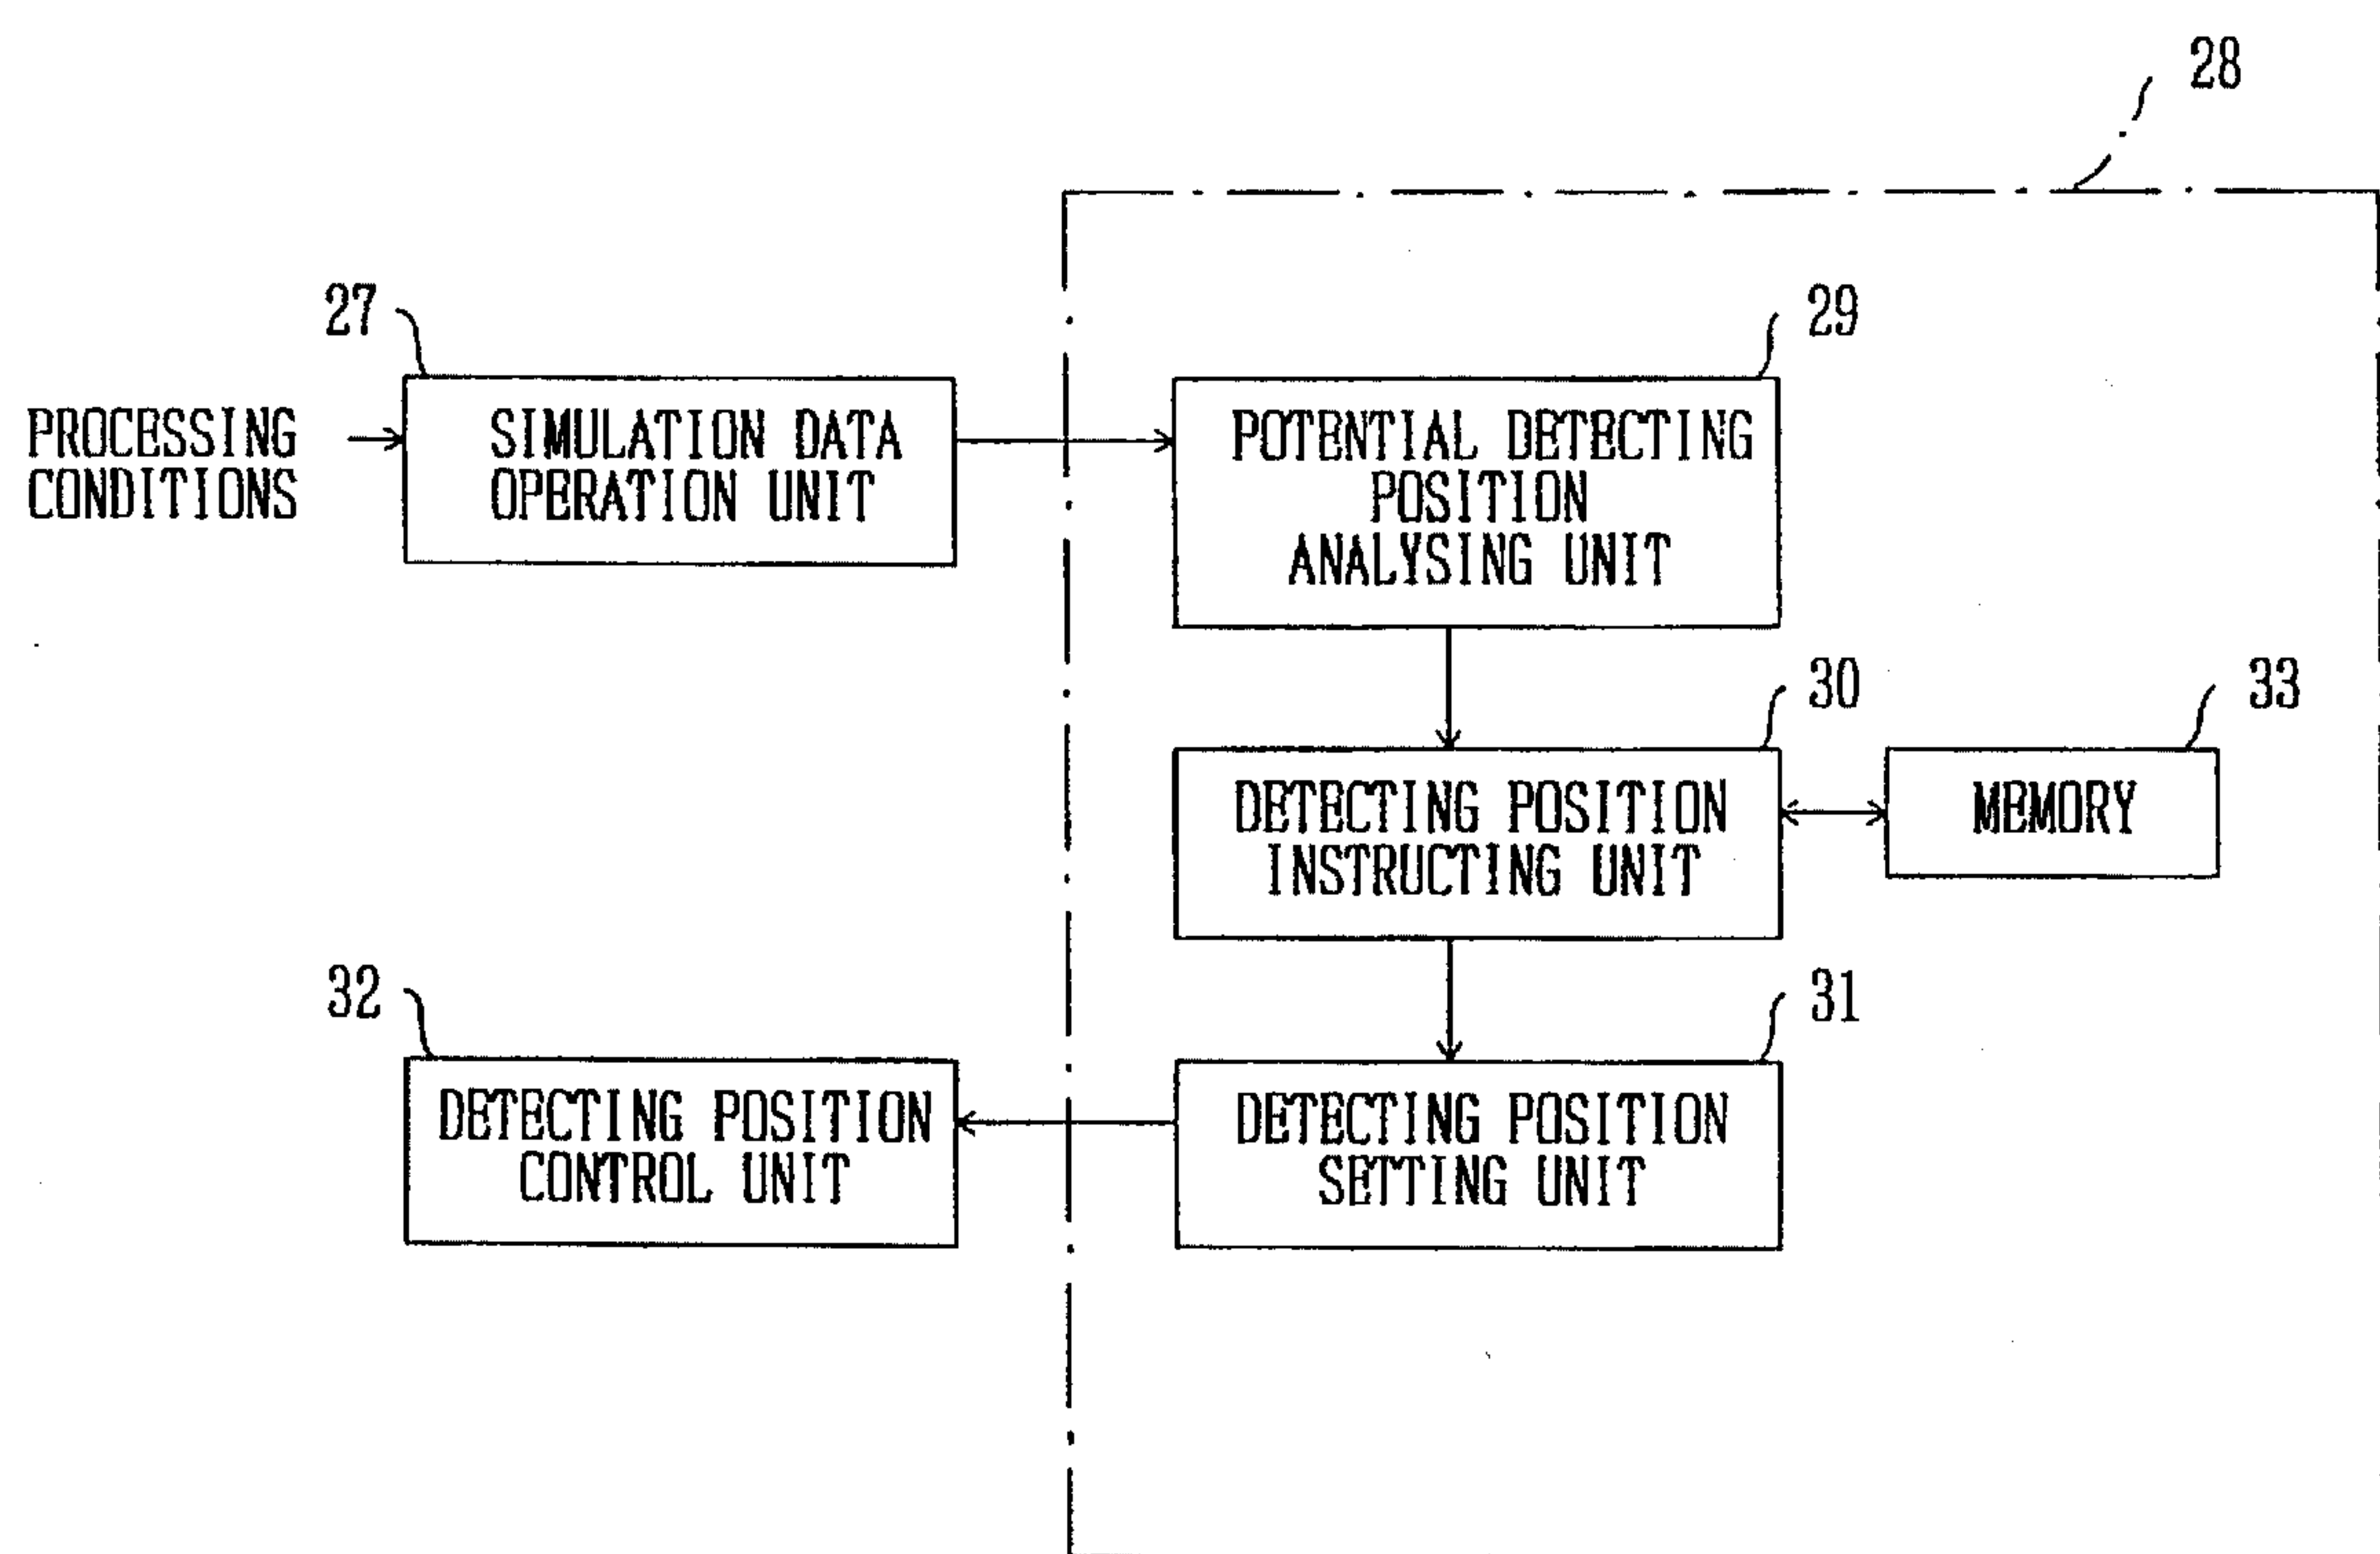 28
27
29
PROCESSING
CONDITIONS
SIMULATION DATA
OPERATION UNIT
POTENTIAL DETECTING
POSITION
ANALYSING UNIT
30
33
DETECTING POSITION
INSTRUCTING UNIT
MEMORY
32
31
DETECTING POSITION
CONTROL UNIT
DETECTING POSITION
SETTING UNIT